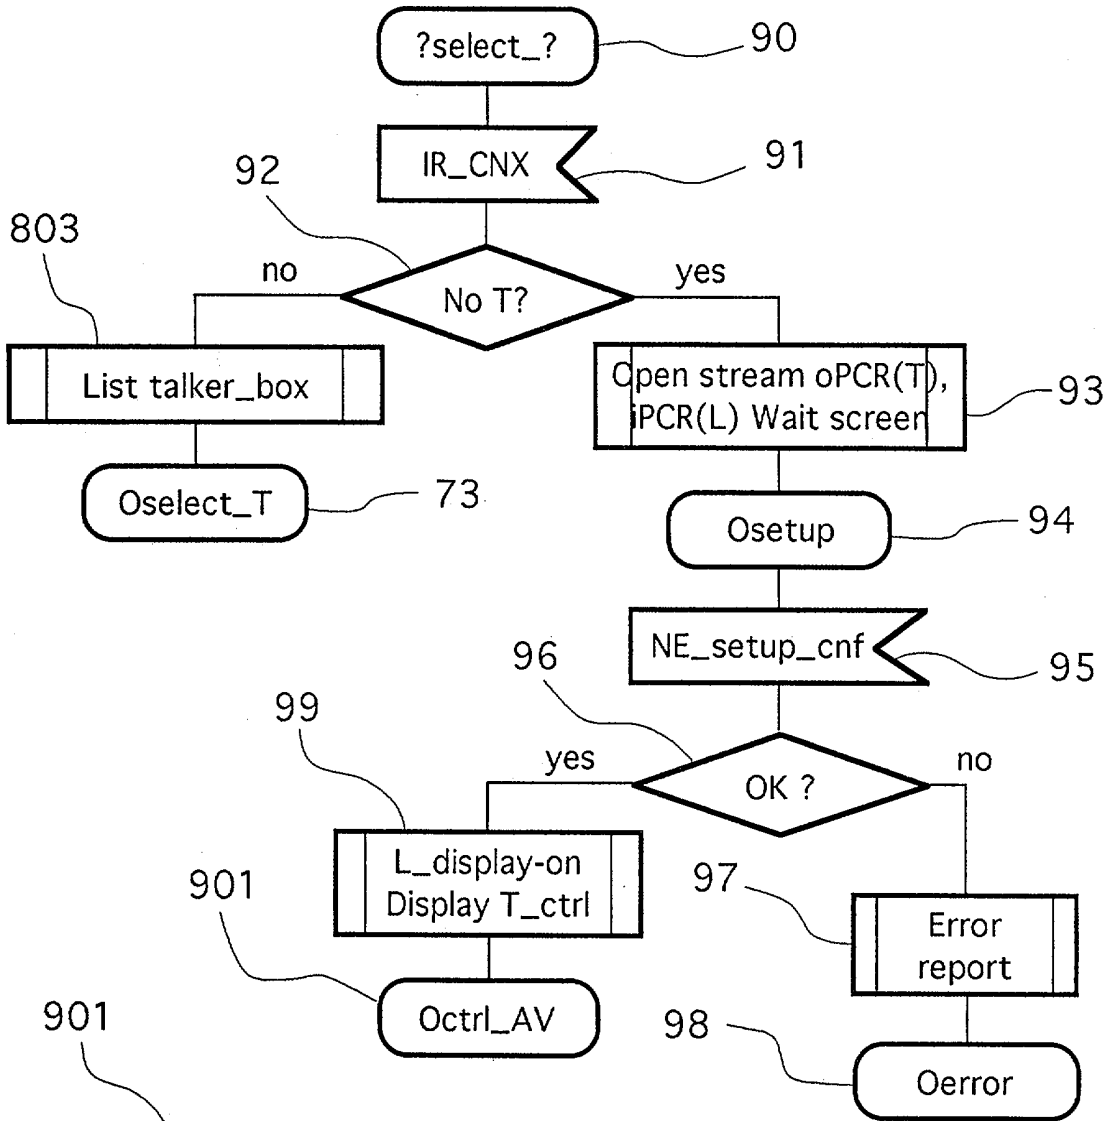 ?select_?
90
IR_CNX
91
92
803
no
No T?
yes
List talker_box
Open stream oPCR(T),
iPCR(L) Wait screen
93
Oselect_T
73
Osetup
94
NE_setup_cnf
95
96
99
yes
OK ?
no
L_display-on
Display T_ctrl
901
97
Error
report
Octrl_AV
901
98
Oerror